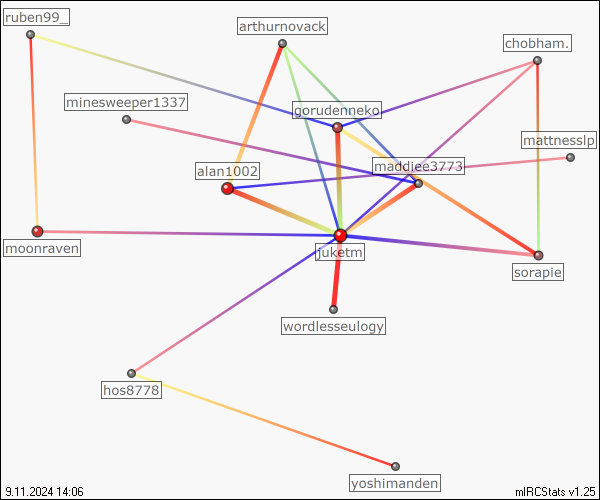 ruben99_
arthurnovack
chobham.
minesweeper1337
gorudenneko
mattnesslp
maddiee3773
alan1002
moonraven
juketm
sorapie
wordlesseulogy
hos8778
yoshimanden
9.11.2024 14:06
mIRCStats v1.25